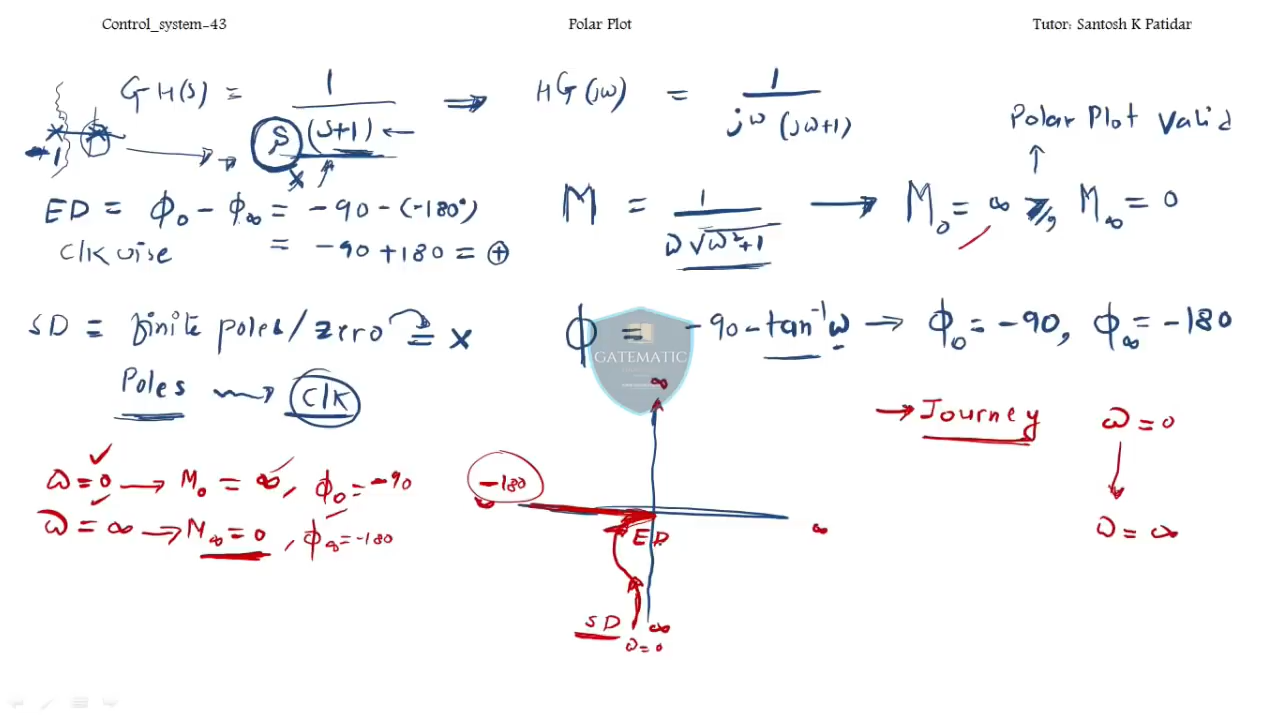 Control_system-43 Polar Plot Tutor: Santosh K Patidar
GH(s) = 1 / s (s+1) ⇒ HG(jω) = 1 / jω (jω+1)
Polar Plot Valid
-1
ED = ϕ₀ - ϕ∞ = -90 - (-180°)
M = 1 / ω√ω²+1 → M₀ = ∞ , M∞ = 0
Clkwise = -90 + 180 = ⊕
SD = finite poles/zero = x
ϕ = -90 - tan⁻¹ω → ϕ₀ = -90, ϕ∞ = -180
GATEMATIC
Poles → Clk
∞
→ Journey ω = 0
ω = 0 → M₀ = ∞, ϕ₀ = -90
-180
ω = ∞ → M∞ = 0, ϕ∞ = -180
ED
∞
ω = ∞
SD ∞
ω = 0